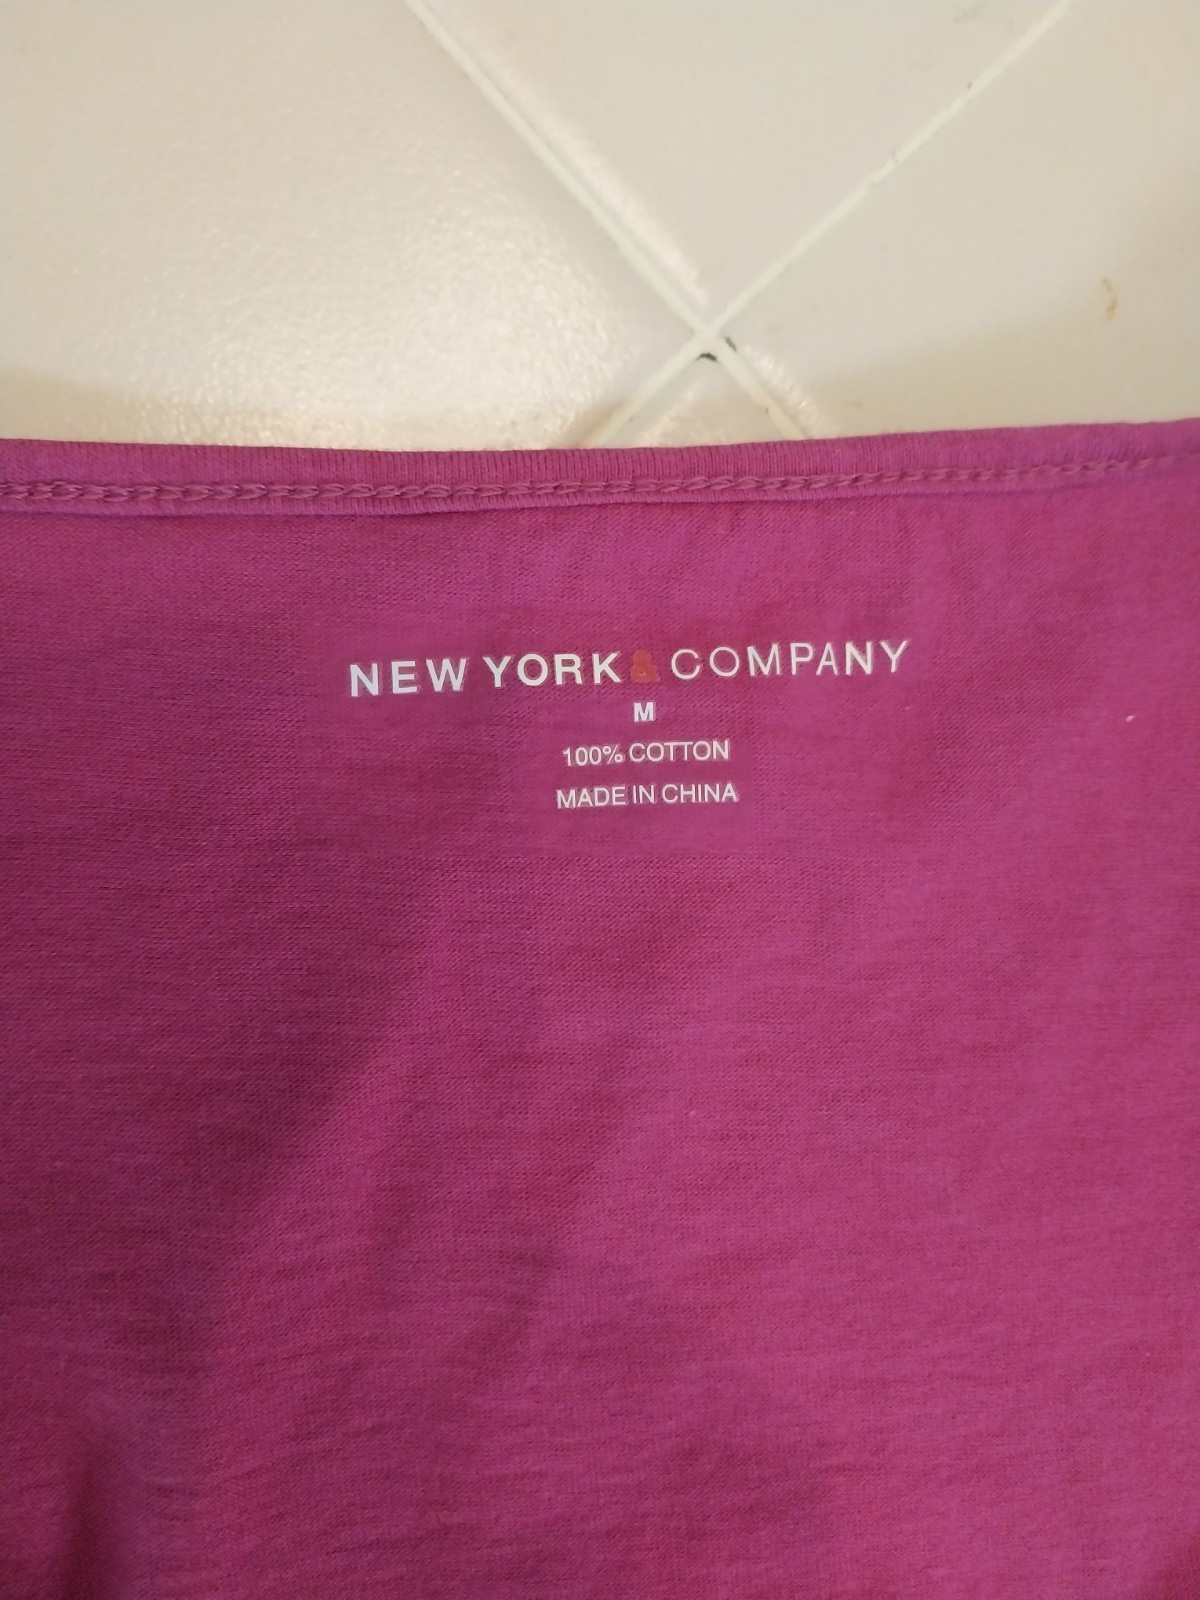 NEW YORK & COMPANY
M
100% COTTON
MADE IN CHINA